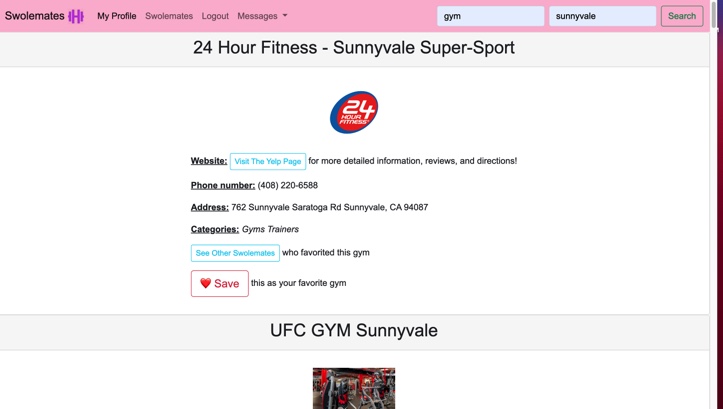 Swolemates My Profile Swolemates Logout Messages gym sunnyvale Search
24 Hour Fitness - Sunnyvale Super-Sport
24
HOUR
FITNESS
Website: Visit The Yelp Page for more detailed information, reviews, and directions!
Phone number: (408) 220-6588
Address: 762 Sunnyvale Saratoga Rd Sunnyvale, CA 94087
Categories: Gyms Trainers
See Other Swolemates who favorited this gym
❤️ Save this as your favorite gym
UFC GYM Sunnyvale